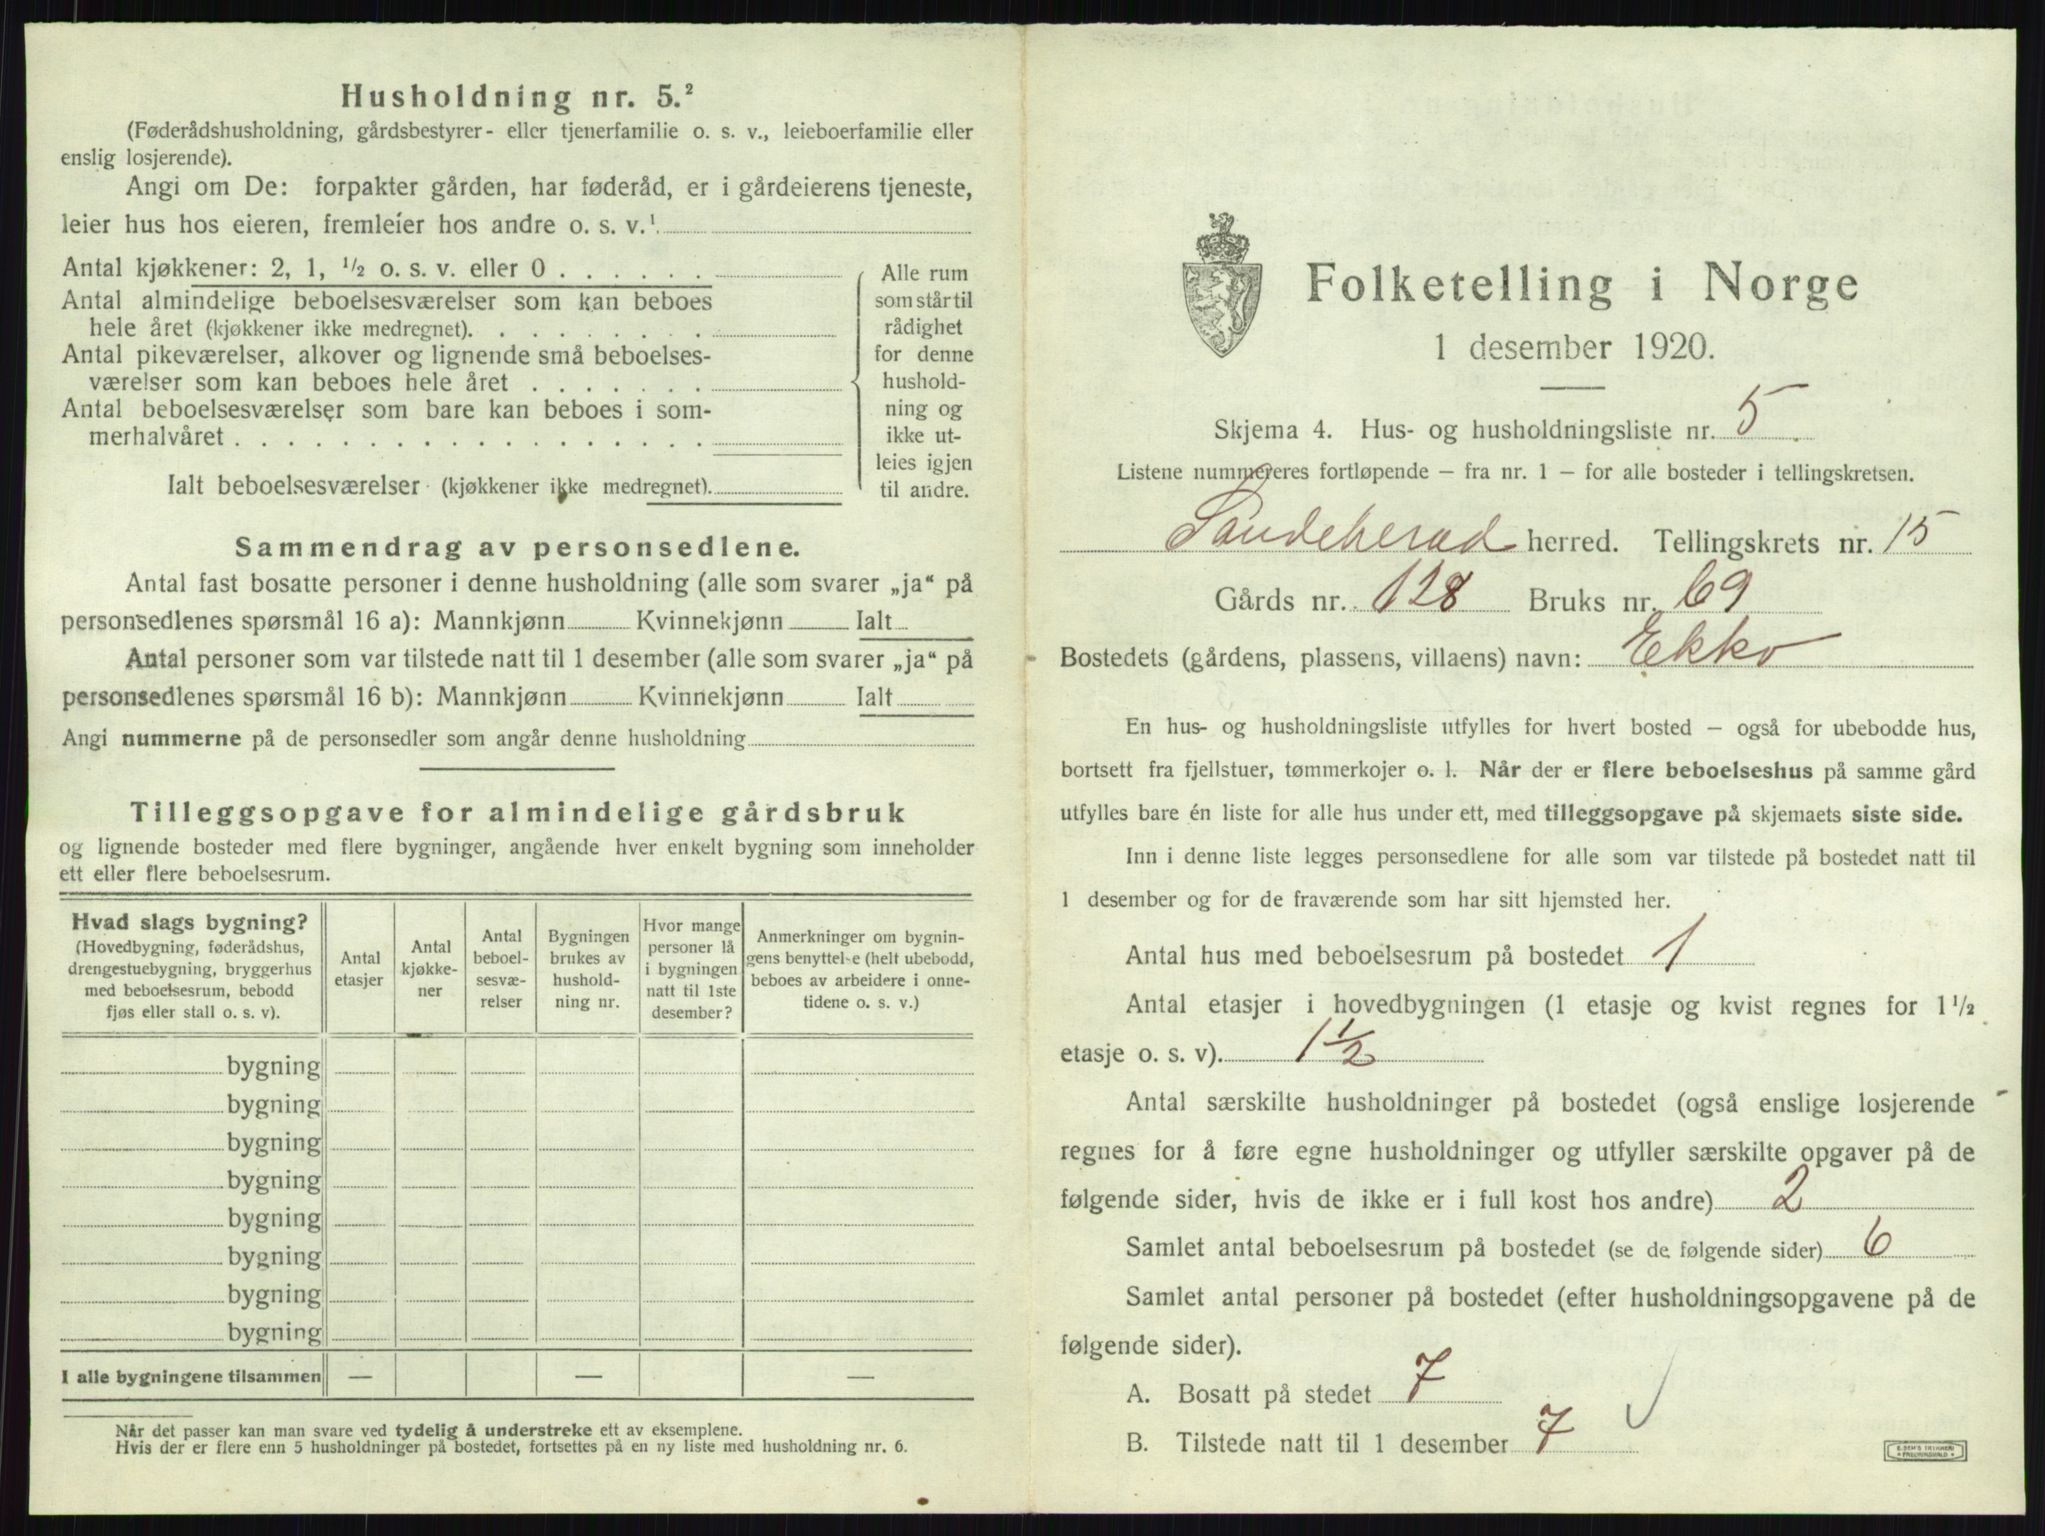 Husholdning nr. 5.²
(Føderådshusholdning, gårdsbestyrer- eller tjenerfamilie o. s. v., leieboerfamilie eller
enslig losjerende).
Angi om De: forpakter gården, har føderåd, er i gårdeierens tjeneste,
leier hus hos eieren, fremleier hos andre o. s. v.¹
Antal kjøkkener: 2, 1, ½ o. s. v. eller 0 . . . . . .
Antal almindelige beboelsesværelser som kan beboes
hele året (kjøkkener ikke medregnet). . . . . . . . .
Antal pikeværelser, alkover og lignende små beboelses-
værelser som kan beboes hele året . . . . . . .
Antal beboelsesværelser som bare kan beboes i som-
merhalvåret . . . . . . . . . . . . . . . . .
Ialt beboelsesværelser (kjøkkener ikke medregnet).
Alle rum
som står til
rådighet
for denne
hushold-
ning og
ikke ut-
leies igjen
til andre.
Sammendrag av personsedlene.
Antal fast bosatte personer i denne husholdning (alle som svarer „ja“ på
personsedlenes spørsmål 16 a): Mannkjønn Kvinnekjønn Ialt
Antal personer som var tilstede natt til 1 desember (alle som svarer „ja“ på
personsedlenes spørsmål 16 b): Mannkjønn Kvinnekjønn Ialt
Angi nummerne på de personsedler som angår denne husholdning
Tilleggsopgave for almindelige gårdsbruk
og lignende bosteder med flere bygninger, angående hver enkelt bygning som inneholder
ett eller flere beboelsesrum.
Hvad slags bygning?
(Hovedbygning, føderådshus,
drengestuebygning, bryggerhus
med beboelsesrum, bebodd
fjøs eller stall o. s. v).
Antal
etasjer
Antal
kjøkke-
ner
Antal
beboel-
sesvæ-
relser
Bygningen
brukes av
hushold-
ning nr.
Hvor mange
personer lå
i bygningen
natt til 1ste
desember?
Anmerkninger om bygnin-
gens benyttelse (helt ubebodd,
beboes av arbeidere i onne-
tidene o. s. v.)
bygning
bygning
bygning
bygning
bygning
bygning
bygning
bygning
I alle bygningene tilsammen — — —
Når det passer kan man svare ved tydelig å understreke ett av eksemplene.
Hvis der er flere enn 5 husholdninger på bostedet, fortsettes på en ny liste med husholdning nr. 6.
Folketelling i Norge
1 desember 1920.
Skjema 4. Hus- og husholdningsliste nr. 5
Listene nummereres fortløpende — fra nr. 1 — for alle bosteder i tellingskretsen.
Sandeherad herred. Tellingskrets nr. 15
Gårds nr. 128 Bruks nr. 69
Bostedets (gårdens, plassens, villaens) navn: Ekko
En hus- og husholdningsliste utfylles for hvert bosted — også for ubebodde hus,
bortsett fra fjellstuer, tømmerkojer o. l. Når der er flere beboelseshus på samme gård
utfylles bare én liste for alle hus under ett, med tilleggsopgave på skjemaets siste side.
Inn i denne liste legges personsedlene for alle som var tilstede på bostedet natt til
1 desember og for de fraværende som har sitt hjemsted her.
Antal hus med beboelsesrum på bostedet 1
Antal etasjer i hovedbygningen (1 etasje og kvist regnes for 1½
etasje o. s. v). 1½
Antal særskilte husholdninger på bostedet (også enslige losjerende
regnes for å føre egne husholdninger og utfyller særskilte opgaver på de
følgende sider, hvis de ikke er i full kost hos andre) 2
Samlet antal beboelsesrum på bostedet (se de følgende sider) 6
Samlet antal personer på bostedet (efter husholdningsopgavene på de
følgende sider).
A. Bosatt på stedet 7
B. Tilstede natt til 1 desember 7